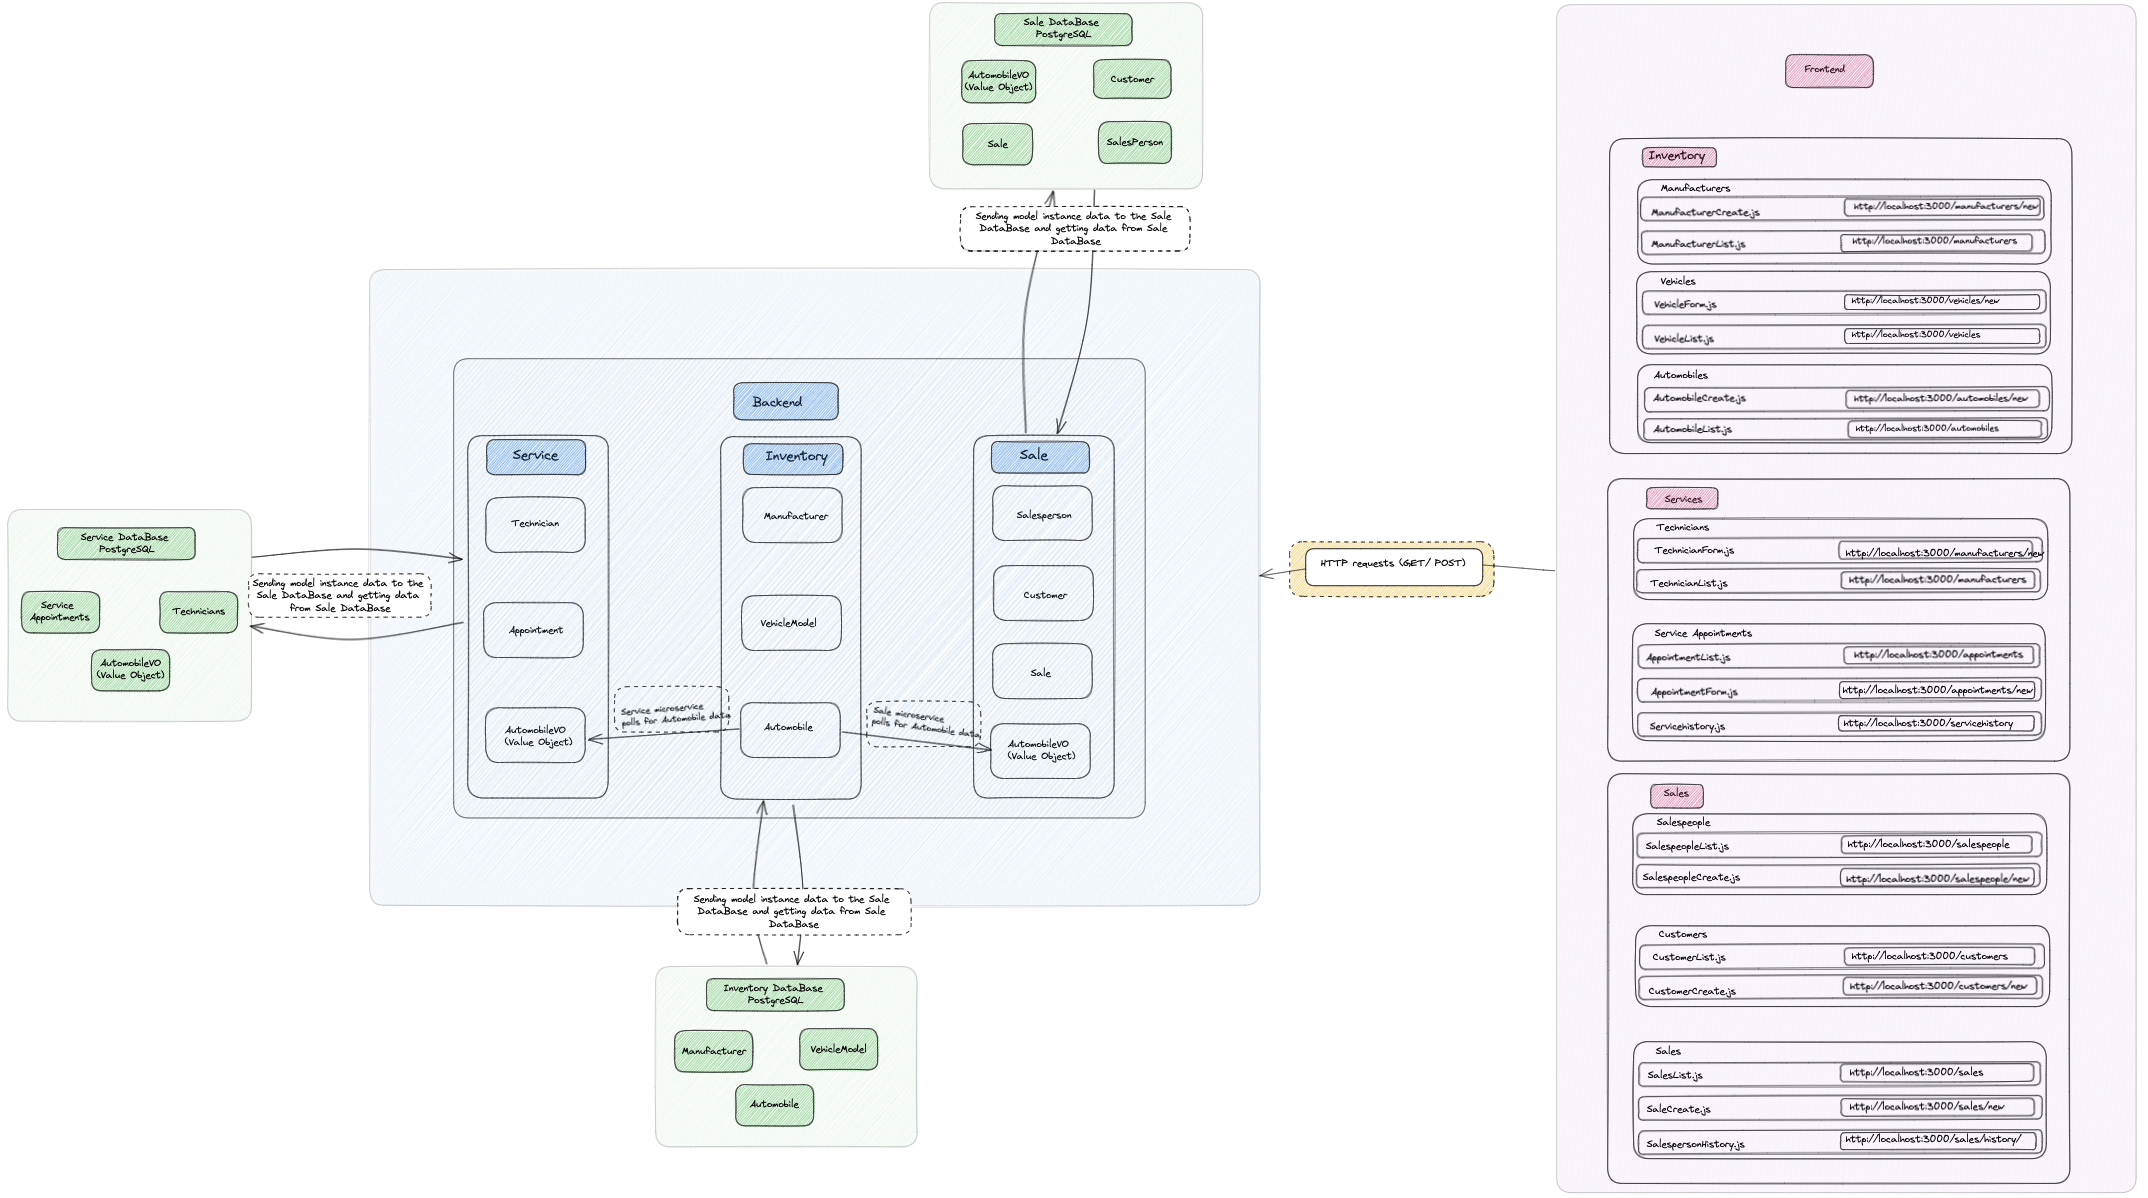 Sale DataBase
PostgreSQL
AutomobileVO
(Value Object)
Customer
Sale
SalesPerson
Sending model instance data to the Sale
DataBase and getting data from Sale
DataBase
Backend
Service
Technician
Appointment
AutomobileVO
(Value Object)
Inventory
Manufacturer
VehicleModel
Automobile
Sale
Salesperson
Customer
Sale
AutomobileVO
(Value Object)
Service microservice
polls for Automobile data
Sale microservice
polls for Automobile data
Service DataBase
PostgreSQL
Service
Appointments
Technicians
AutomobileVO
(Value Object)
Sending model instance data to the
Sale DataBase and getting data
from Sale DataBase
Sending model instance data to the Sale
DataBase and getting data from Sale
DataBase
Inventory DataBase
PostgreSQL
Manufacturer
VehicleModel
Automobile
HTTP requests (GET/ POST)
Frontend
Inventory
Manufacturers
ManufacturerCreate.js http://localhost:3000/manufacturers/new
ManufacturerList.js http://localhost:3000/manufacturers
Vehicles
VehicleForm.js http://localhost:3000/vehicles/new
VehicleList.js http://localhost:3000/vehicles
Automobiles
AutomobileCreate.js http://localhost:3000/automobiles/new
AutomobileList.js http://localhost:3000/automobiles
Services
Technicians
TechnicianForm.js http://localhost:3000/manufacturers/new
TechnicianList.js http://localhost:3000/manufacturers
Service Appointments
AppointmentList.js http://localhost:3000/appointments
AppointmentForm.js http://localhost:3000/appointments/new
Servicehistory.js http://localhost:3000/servicehistory
Sales
Salespeople
SalespeopleList.js http://localhost:3000/salespeople
SalespeopleCreate.js http://localhost:3000/salespeople/new
Customers
CustomerList.js http://localhost:3000/customers
CustomerCreate.js http://localhost:3000/customers/new
Sales
SalesList.js http://localhost:3000/sales
SaleCreate.js http://localhost:3000/sales/new
SalespersonHistory.js http://localhost:3000/sales/history/